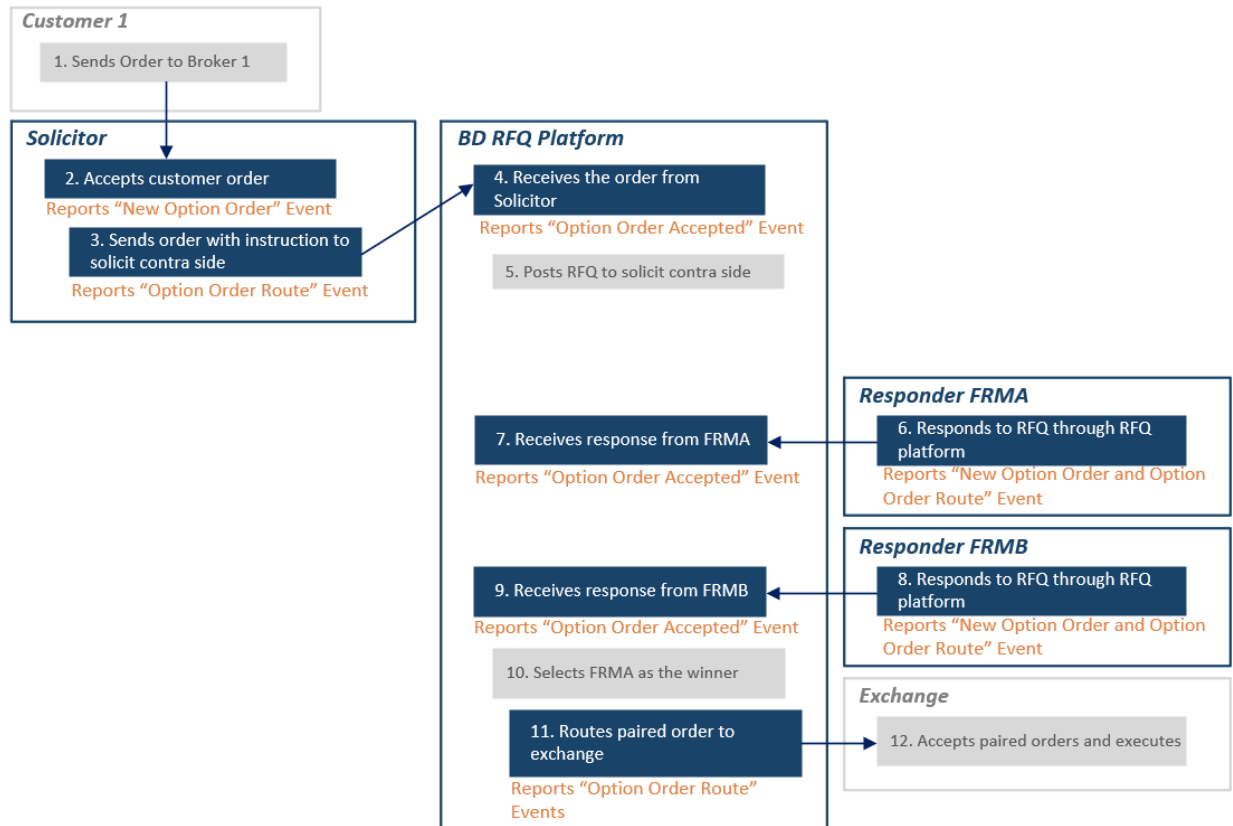 Customer 1
1. Sends Order to Broker 1
Solicitor
2. Accepts customer order
Reports "New Option Order" Event
3. Sends order with instruction to
solicit contra side
Reports "Option Order Route" Event
BD RFQ Platform
4. Receives the order from
Solicitor
Reports "Option Order Accepted" Event
5. Posts RFQ to solicit contra side
Responder FRMA
6. Responds to RFQ through RFQ
platform
Reports "New Option Order and Option
Order Route" Event
7. Receives response from FRMA
Reports "Option Order Accepted" Event
Responder FRMB
8. Responds to RFQ through RFQ
platform
Reports "New Option Order and Option
Order Route" Event
9. Receives response from FRMB
Reports "Option Order Accepted" Event
10. Selects FRMA as the winner
11. Routes paired order to
exchange
Reports "Option Order Route"
Events
Exchange
12. Accepts paired orders and executes